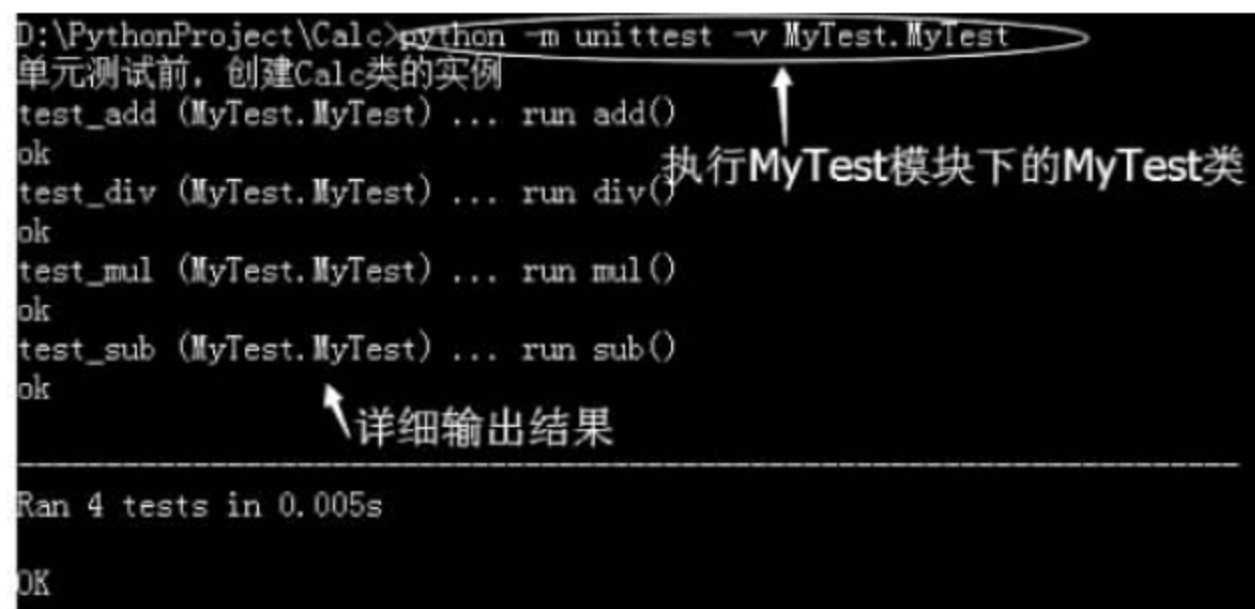 D:\PythonProject\Calc>python -m unittest -v MyTest.MyTest
单元测试前，创建Calc类的实例
test_add (MyTest.MyTest) ... run add()
ok
执行MyTest模块下的MyTest类
test_div (MyTest.MyTest) ... run div()
ok
test_mul (MyTest.MyTest) ... run mul()
ok
test_sub (MyTest.MyTest) ... run sub()
ok
详细输出结果
----------------------------------------------------------------------
Ran 4 tests in 0.005s
OK